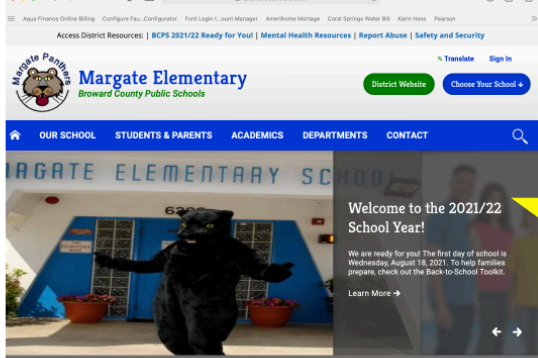 Aqua Finance Online Billing Configure Fau...Configurator Ford Login t...ount Manager Amerihome Mortage Coral Springs Water Bill Karin Hess Pearson
Access District Resources: | BCPS 2021/22 Ready for You! | Mental Health Resources | Report Abuse | Safety and Security
Margate Panthers
Translate Sign In
Margate Elementary
Broward County Public Schools
District Website
Choose Your School
OUR SCHOOL STUDENTS & PARENTS ACADEMICS DEPARTMENTS CONTACT
MARGATE ELEMENTARY SCHOOL
Welcome to the 2021/22
School Year!
We are ready for you! The first day of school is
Wednesday, August 18, 2021. To help families
prepare, check out the Back-to-School Toolkit.
Learn More →